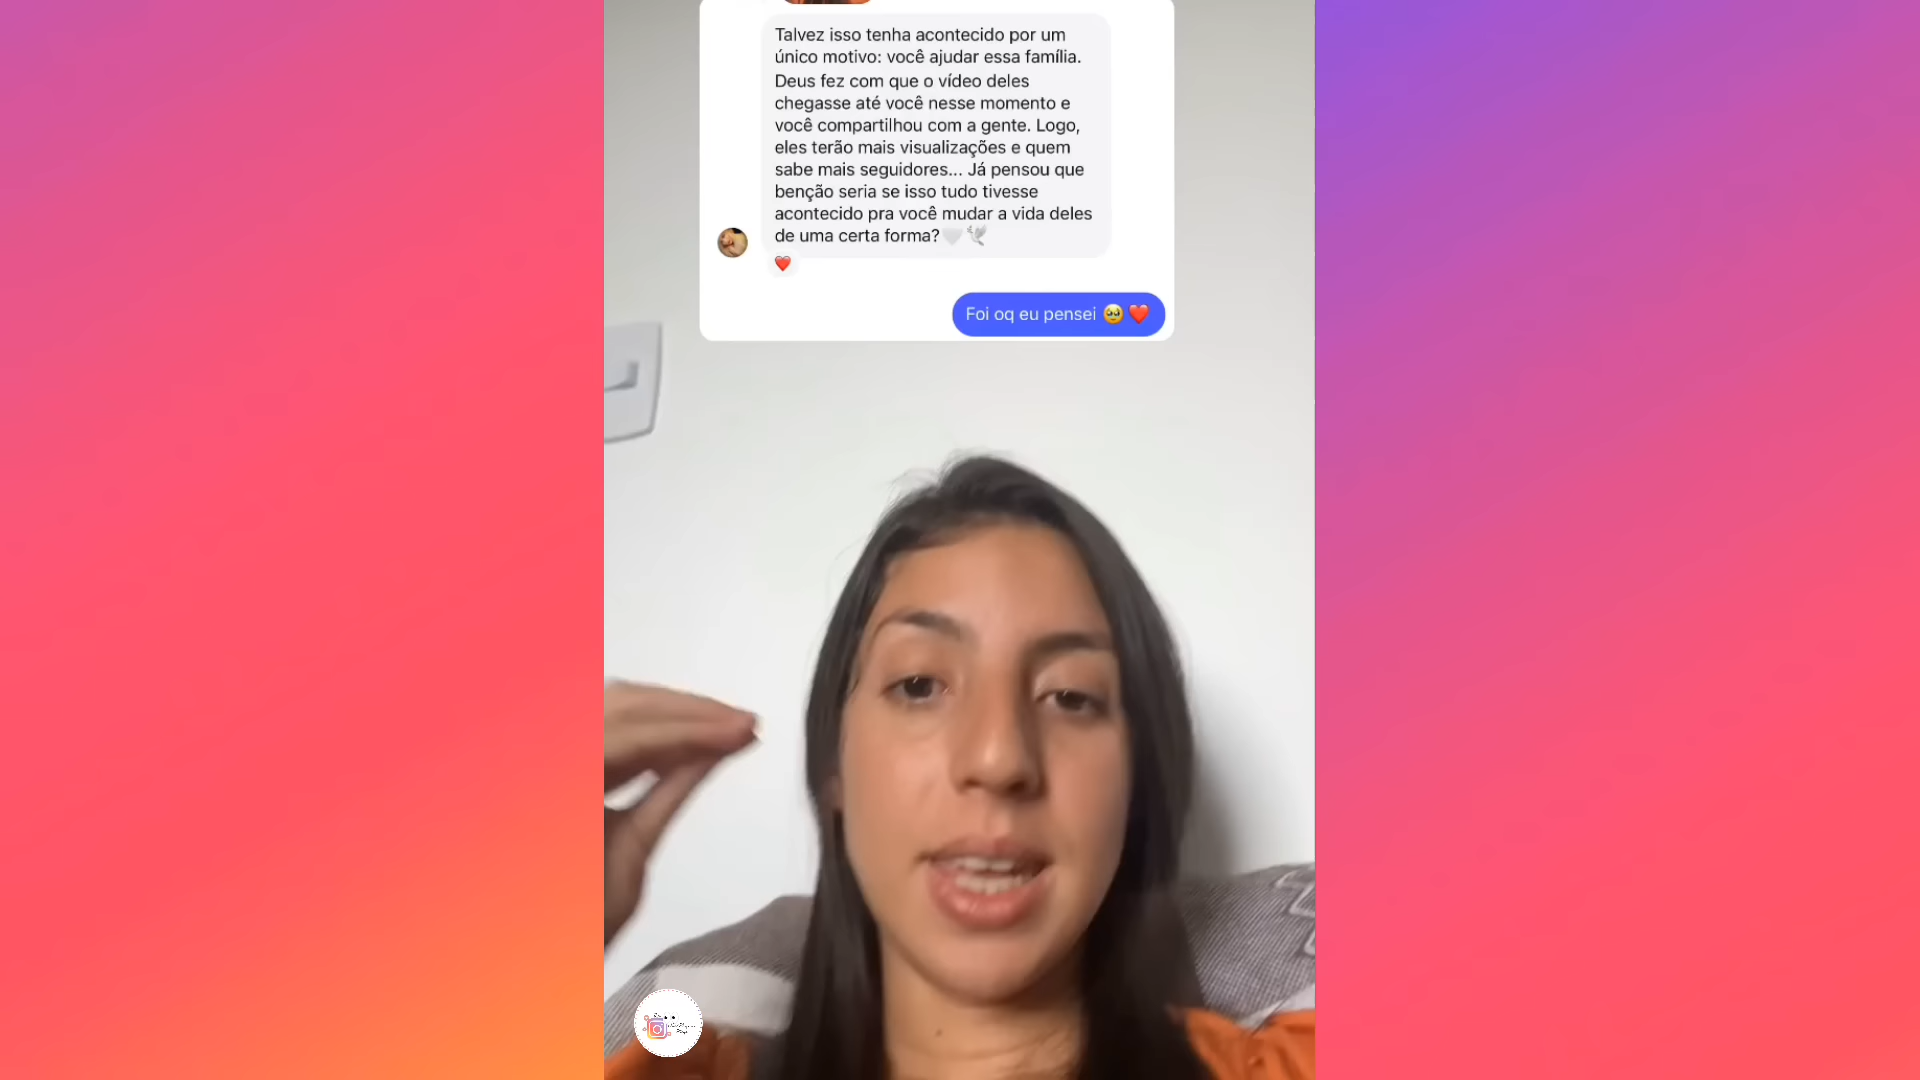 Talvez isso tenha acontecido por um
único motivo: você ajudar essa família.
Deus fez com que o vídeo deles
chegasse até você nesse momento e
você compartilhou com a gente. Logo,
eles terão mais visualizações e quem
sabe mais seguidores... Já pensou que
benção seria se isso tudo tivesse
acontecido pra você mudar a vida deles
de uma certa forma?🤍🕊️
❤️
Foi oq eu pensei 🥹❤️